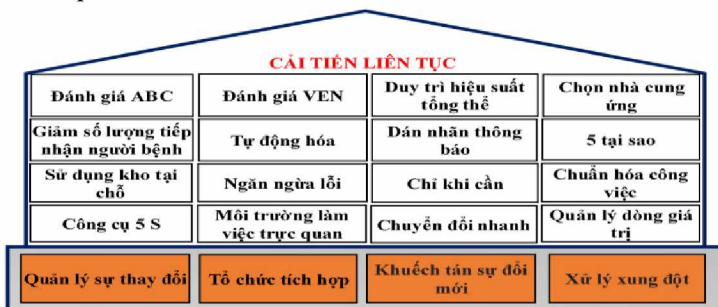 CẢI TIẾN LIÊN TỤC
Đánh giá ABC
Đánh giá VEN
Duy trì hiệu suất
tổng thể
Chọn nhà cung
ứng
Giảm số lượng tiếp
nhận người bệnh
Tự động hóa
Dán nhãn thông
báo
5 tại sao
Sử dụng kho tại
chỗ
Ngăn ngừa lỗi
Chỉ khi cần
Chuẩn hóa công
việc
Công cụ 5 S
Môi trường làm
việc trực quan
Chuyển đổi nhanh
Quản lý dòng giá
trị
Quản lý sự thay đổi
Tổ chức tích hợp
Khuếch tán sự đổi
mới
Xử lý xung đột